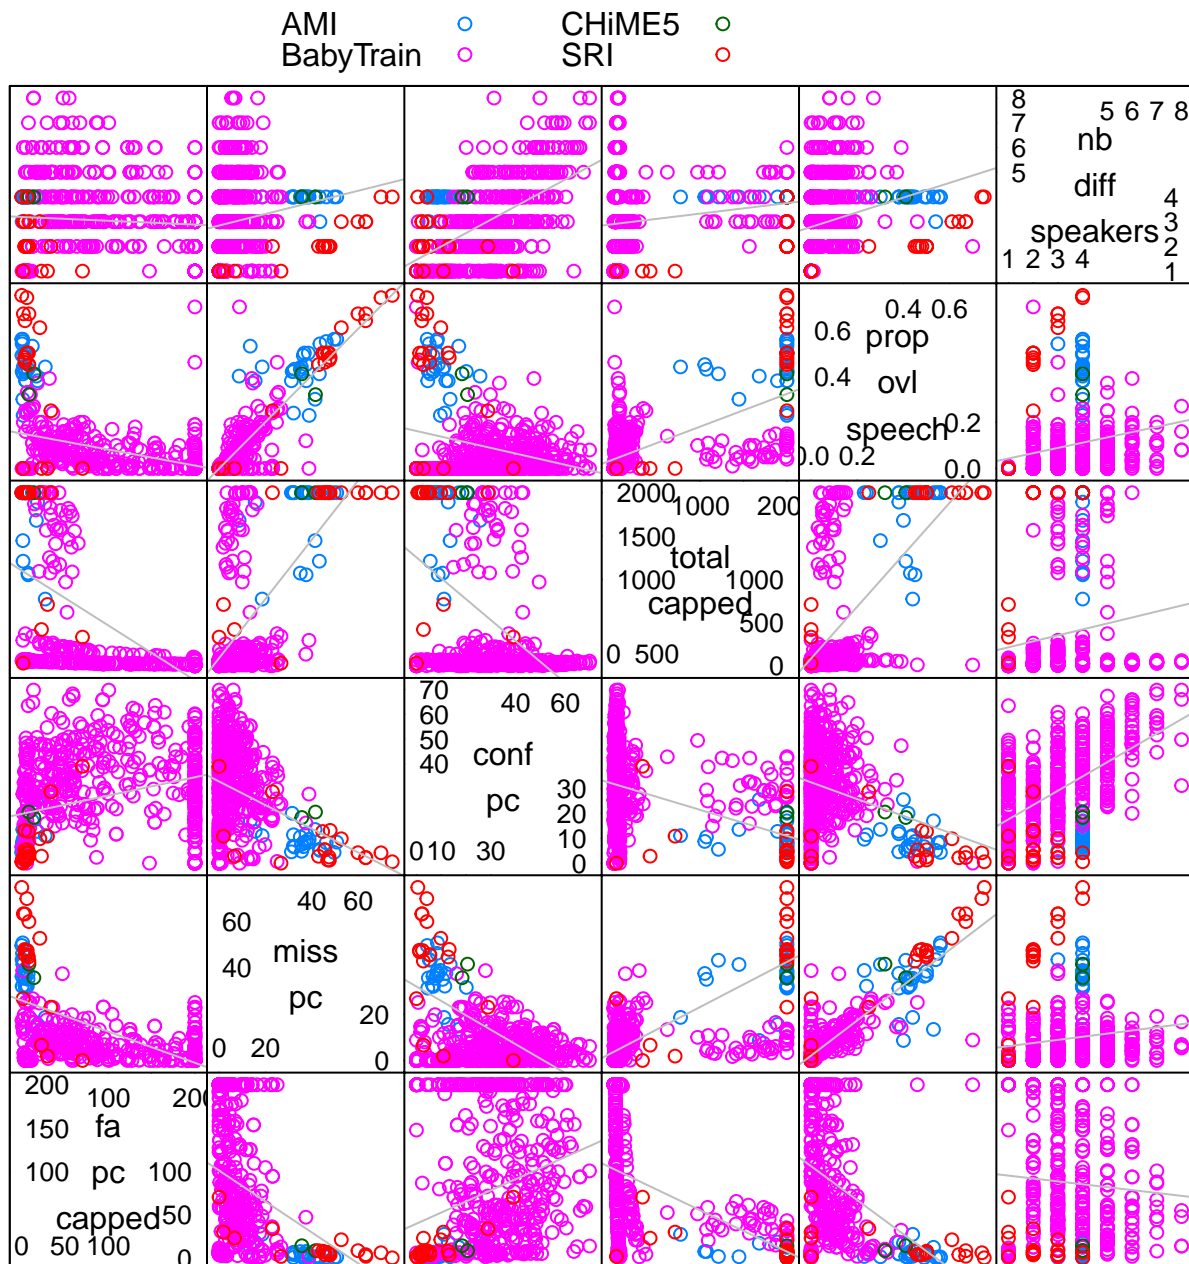 AMI CHiME5
BabyTrain SRI
8 5 6 7 8
7 nb
6
5 diff
4
3
speakers 2
1 2 3 4 1
0.4 0.6
0.6 prop
0.4 ovl
speech 0.2
0.0 0.2 0.0
2000 1000 200
1500 total
1000 1000
capped 500
0 500 0
70 40 60
60
50 conf
40
30
pc 20
10
0 10 30 0
40 60
60
miss
40
pc 20
0 20 0
200 100 200
150 fa
100 pc 100
capped 50
0 50 100 0